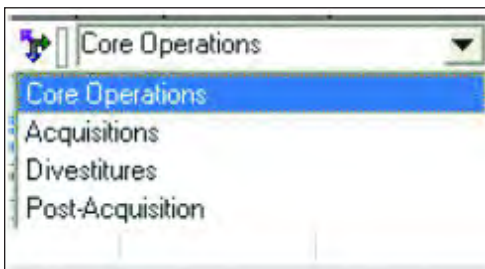 Core Operations
Core Operations
Acquisitions
Divestitures
Post-Acquisition